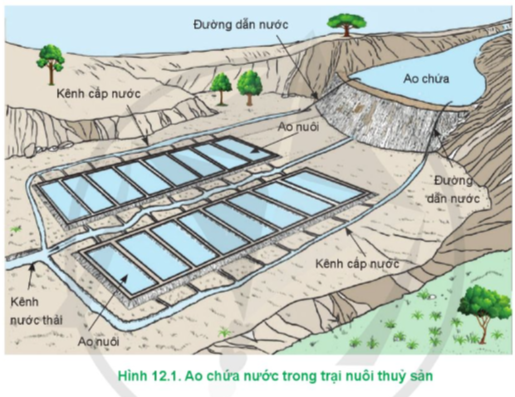 Đường dẫn nước
Ao chứa
Kênh cấp nước
Ao nuôi
Đường
dẫn nước
Kênh cấp nước
Kênh
nước thải
Ao nuôi
Hình 12.1. Ao chứa nước trong trại nuôi thuỷ sản